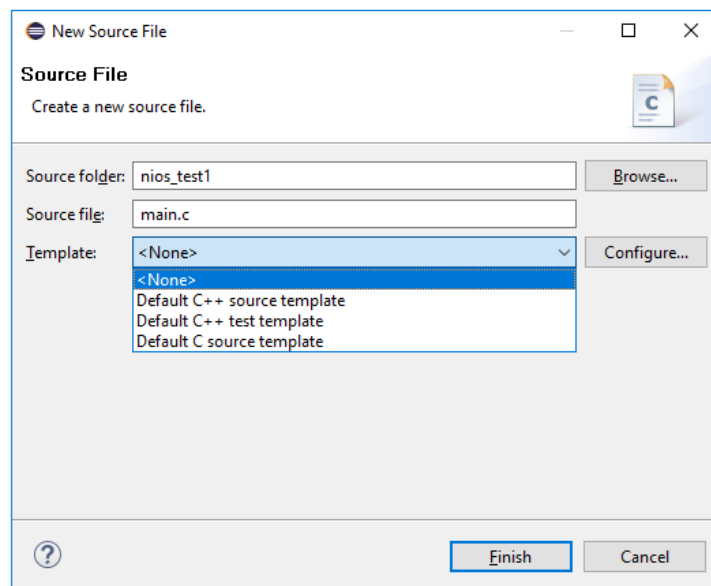 New Source File
Source File
Create a new source file.
C
Source folder: nios_test1 Browse...
Source file: main.c
Template: <None> Configure...
<None>
Default C++ source template
Default C++ test template
Default C source template
?
Finish Cancel